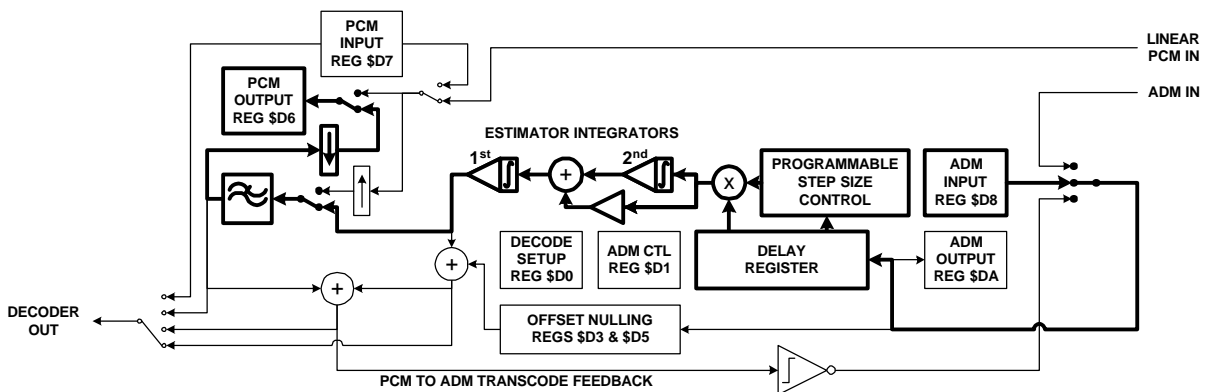 PCM
INPUT
REG $D7
LINEAR
PCM IN
PCM
OUTPUT
REG $D6
ADM IN
ESTIMATOR INTEGRATORS
1st
2nd
+
X
PROGRAMMABLE
STEP SIZE
CONTROL
ADM
INPUT
REG $D8
DECODE
SETUP
REG $D0
ADM CTL
REG $D1
DELAY
REGISTER
ADM
OUTPUT
REG $DA
+
+
DECODER
OUT
OFFSET NULLING
REGS $D3 & $D5
PCM TO ADM TRANSCODE FEEDBACK